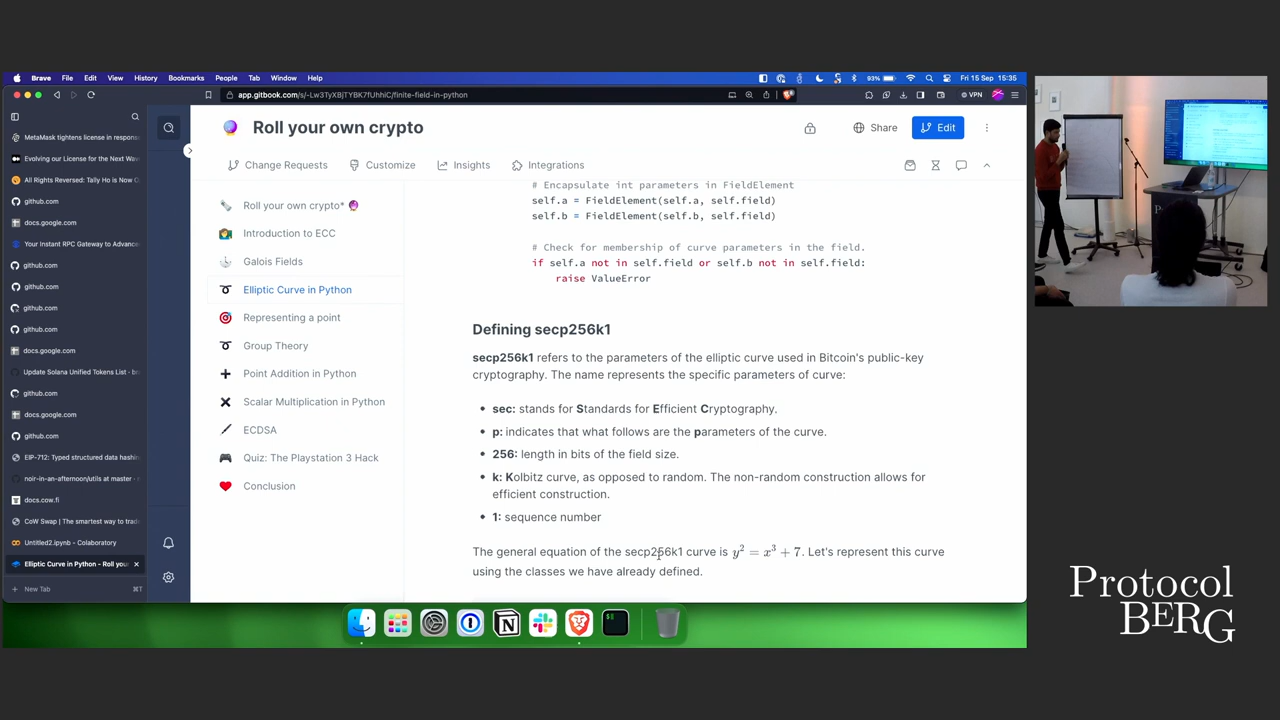 Brave File Edit View History Bookmarks People Tab Window Help
93% Fri 15 Sep 15:35
app.gitbook.com/s/-Lw3TyXBjTYBK7fUhhiC/finite-field-in-python
VPN
MetaMask tightens license in respons
Evolving our License for the Next Wav
All Rights Reversed: Tally Ho is Now O
github.com
docs.google.com
Your Instant RPC Gateway to Advance
github.com
github.com
github.com
github.com
docs.google.com
Update Solana Unified Tokens List - br
github.com
docs.google.com
github.com
EIP-712: Typed structured data hashin
noir-in-an-afternoon/utils at master ·
docs.cow.fi
CoW Swap | The smartest way to trad
Untitled2.ipynb - Colaboratory
Elliptic Curve in Python - Roll your
New Tab ⌘T
Roll your own crypto
Share
Edit
Change Requests
Customize
Insights
Integrations
Roll your own crypto* 🔮
Introduction to ECC
Galois Fields
Elliptic Curve in Python
Representing a point
Group Theory
Point Addition in Python
Scalar Multiplication in Python
ECDSA
Quiz: The Playstation 3 Hack
Conclusion
# Encapsulate int parameters in FieldElement
self.a = FieldElement(self.a, self.field)
self.b = FieldElement(self.b, self.field)
# Check for membership of curve parameters in the field.
if self.a not in self.field or self.b not in self.field:
raise ValueError
Defining secp256k1
secp256k1 refers to the parameters of the elliptic curve used in Bitcoin's public-key
cryptography. The name represents the specific parameters of curve:
• sec: stands for Standards for Efficient Cryptography.
• p: indicates that what follows are the parameters of the curve.
• 256: length in bits of the field size.
• k: Kolbitz curve, as opposed to random. The non-random construction allows for
efficient construction.
• 1: sequence number
The general equation of the secp256k1 curve is y² = x³ + 7. Let's represent this curve
using the classes we have already defined.
Protocol
BERG